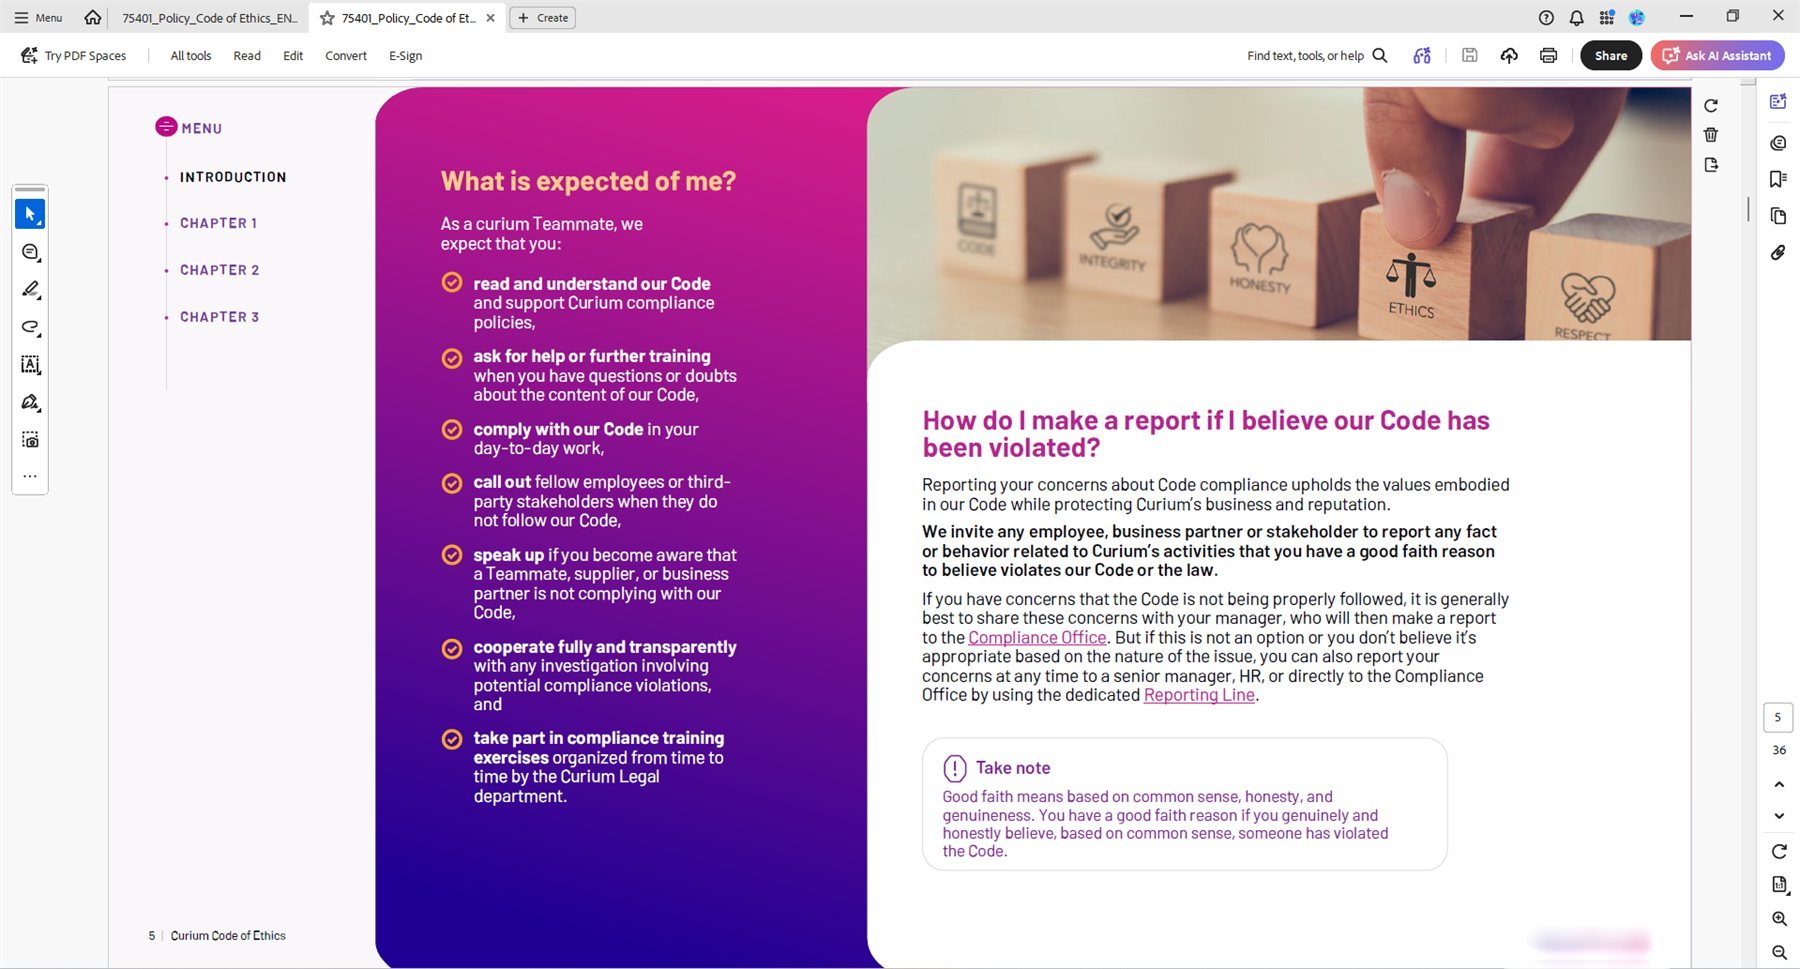 Menu
75401_Policy_Code of Ethics_EN...
75401_Policy_Code of Et...
Create
Try PDF Spaces
All tools
Read
Edit
Convert
E-Sign
Find text, tools, or help
Share
Ask AI Assistant
MENU
INTRODUCTION
CHAPTER 1
CHAPTER 2
CHAPTER 3
What is expected of me?
As a curium Teammate, we
expect that you:
read and understand our Code
and support Curium compliance
policies,
ask for help or further training
when you have questions or doubts
about the content of our Code,
comply with our Code in your
day-to-day work,
call out fellow employees or third-
party stakeholders when they do
not follow our Code,
speak up if you become aware that
a Teammate, supplier, or business
partner is not complying with our
Code,
cooperate fully and transparently
with any investigation involving
potential compliance violations,
and
take part in compliance training
exercises organized from time to
time by the Curium Legal
department.
CODE
INTEGRITY
HONESTY
ETHICS
RESPECT
How do I make a report if I believe our Code has
been violated?
Reporting your concerns about Code compliance upholds the values embodied
in our Code while protecting Curium's business and reputation.
We invite any employee, business partner or stakeholder to report any fact
or behavior related to Curium's activities that you have a good faith reason
to believe violates our Code or the law.
If you have concerns that the Code is not being properly followed, it is generally
best to share these concerns with your manager, who will then make a report
to the Compliance Office. But if this is not an option or you don't believe it's
appropriate based on the nature of the issue, you can also report your
concerns at any time to a senior manager, HR, or directly to the Compliance
Office by using the dedicated Reporting Line.
Take note
Good faith means based on common sense, honesty, and
genuineness. You have a good faith reason if you genuinely and
honestly believe, based on common sense, someone has violated
the Code.
5 | Curium Code of Ethics
5
36